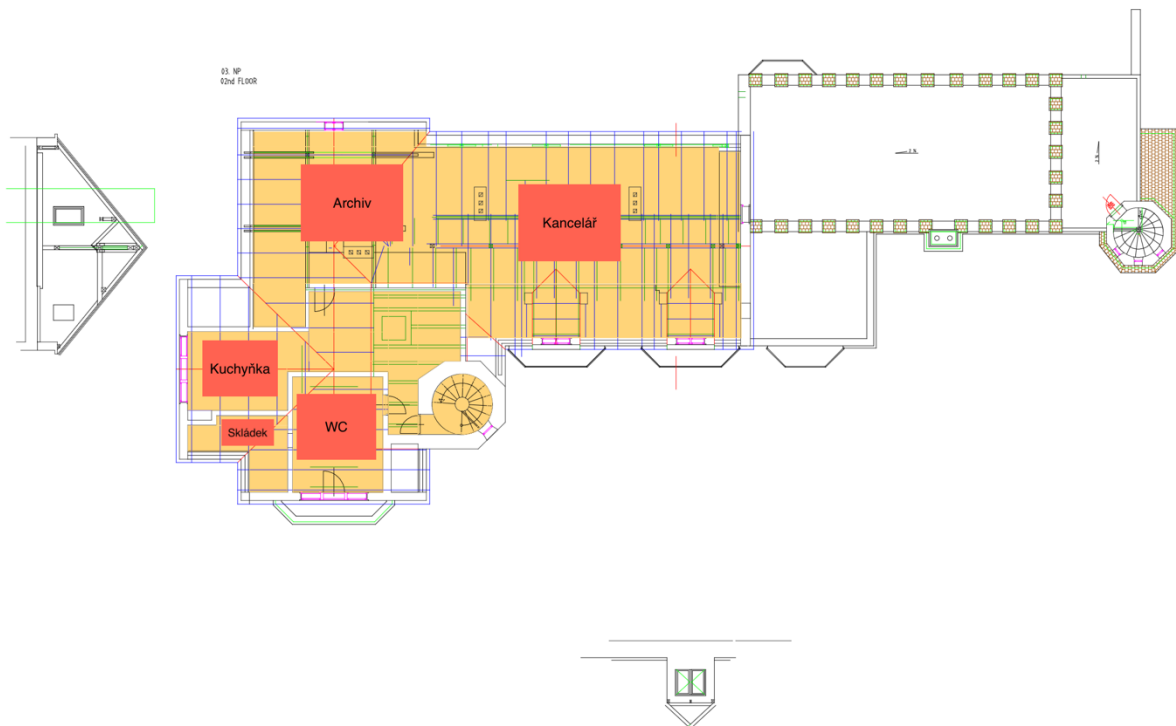 03. NP
02nd FLOOR
Archiv
Kancelář
Kuchyňka
Skládek
WC